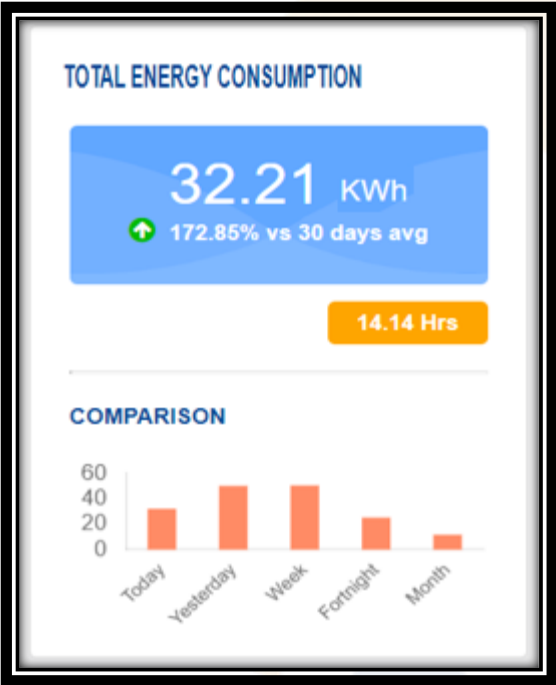 TOTAL ENERGY CONSUMPTION
32.21 KWh
172.85% vs 30 days avg
14.14 Hrs
COMPARISON
60
40
20
0
Today
Yesterday
Week
Fortnight
Month